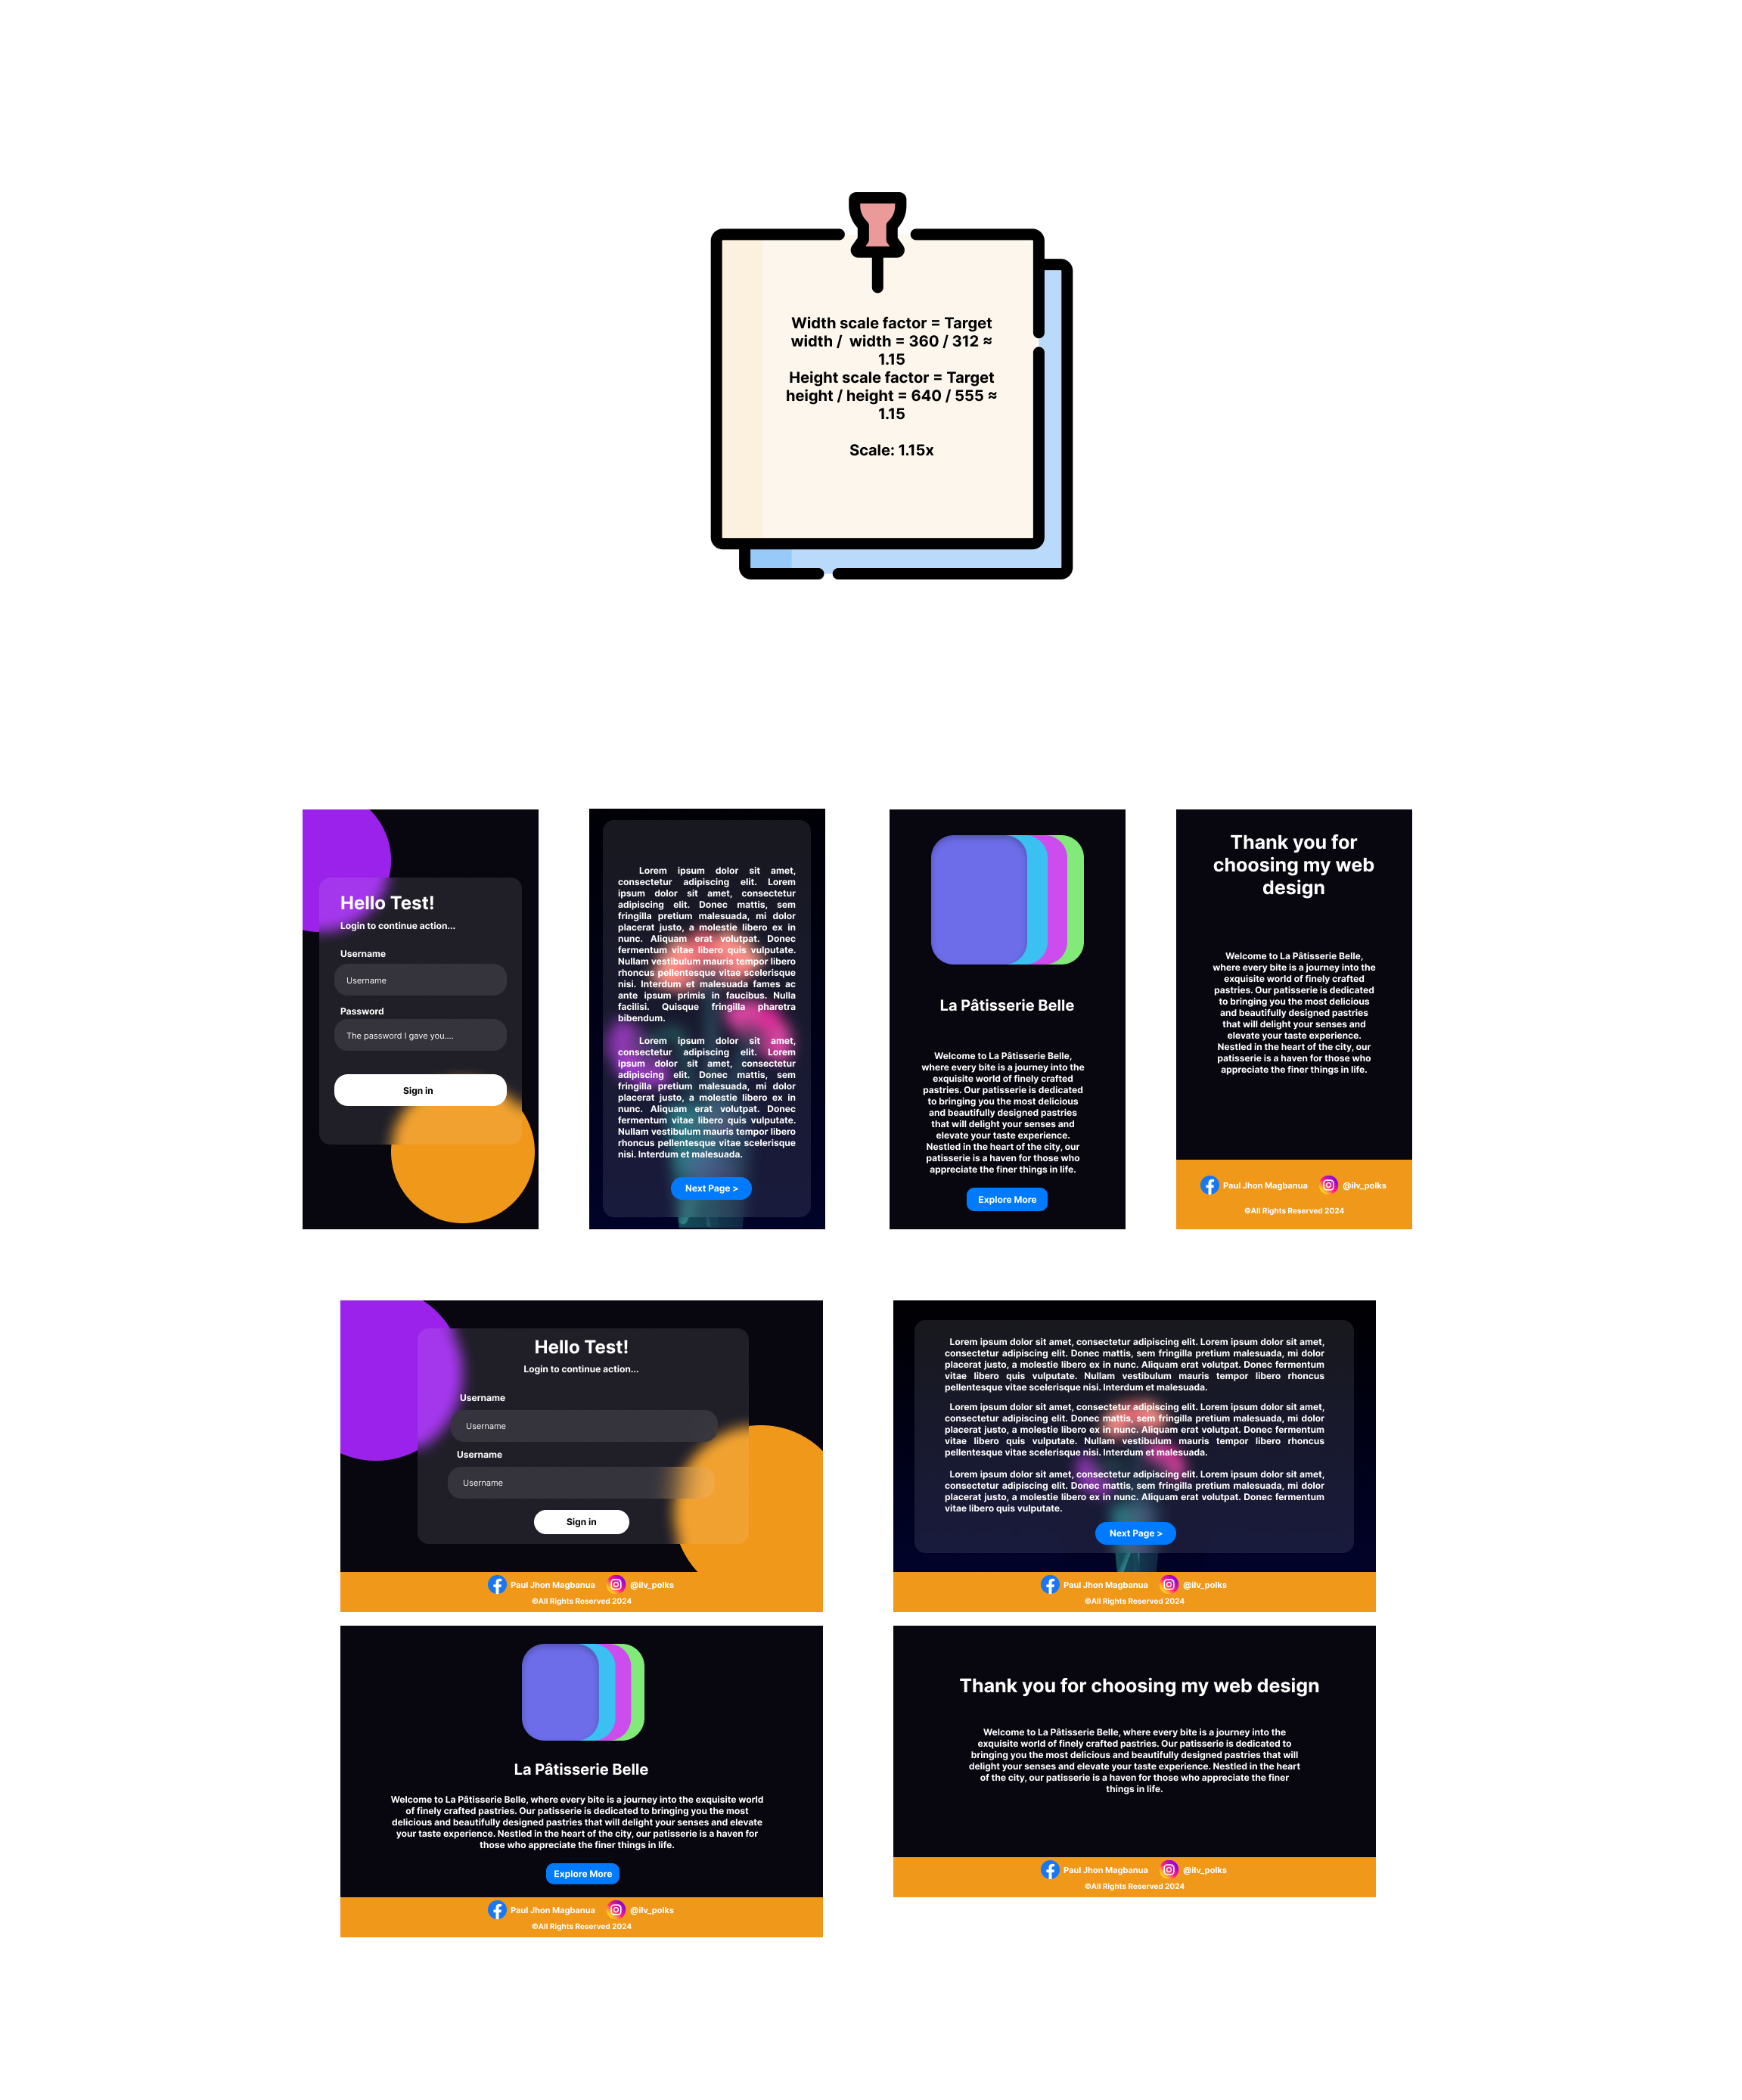 Width scale factor = Target
width /  width = 360 / 312 ≈
1.15
Height scale factor = Target
height / height = 640 / 555 ≈
1.15
Scale: 1.15x
Hello Test!
Login to continue action...
Username
Username
Password
The password I gave you....
Sign in
Lorem ipsum dolor sit amet,
consectetur adipiscing elit. Lorem
ipsum dolor sit amet, consectetur
adipiscing elit. Donec mattis, sem
fringilla pretium malesuada, mi dolor
placerat justo, a molestie libero ex in
nunc. Aliquam erat volutpat. Donec
fermentum vitae libero quis vulputate.
Nullam vestibulum mauris tempor libero
rhoncus pellentesque vitae scelerisque
nisi. Interdum et malesuada fames ac
ante ipsum primis in faucibus. Nulla
facilisi. Quisque fringilla pharetra
bibendum.
Lorem ipsum dolor sit amet,
consectetur adipiscing elit. Lorem
ipsum dolor sit amet, consectetur
adipiscing elit. Donec mattis, sem
fringilla pretium malesuada, mi dolor
placerat justo, a molestie libero ex in
nunc. Aliquam erat volutpat. Donec
fermentum vitae libero quis vulputate.
Nullam vestibulum mauris tempor libero
rhoncus pellentesque vitae scelerisque
nisi. Interdum et malesuada.
Next Page >
La Pâtisserie Belle
Welcome to La Pâtisserie Belle,
where every bite is a journey into the
exquisite world of finely crafted
pastries. Our patisserie is dedicated
to bringing you the most delicious
and beautifully designed pastries
that will delight your senses and
elevate your taste experience.
Nestled in the heart of the city, our
patisserie is a haven for those who
appreciate the finer things in life.
Explore More
Thank you for
choosing my web
design
Welcome to La Pâtisserie Belle,
where every bite is a journey into the
exquisite world of finely crafted
pastries. Our patisserie is dedicated
to bringing you the most delicious
and beautifully designed pastries
that will delight your senses and
elevate your taste experience.
Nestled in the heart of the city, our
patisserie is a haven for those who
appreciate the finer things in life.
Paul Jhon Magbanua @ilv_polks
©All Rights Reserved 2024
Hello Test!
Login to continue action...
Username
Username
Username
Username
Sign in
Paul Jhon Magbanua @ilv_polks
©All Rights Reserved 2024
Lorem ipsum dolor sit amet, consectetur adipiscing elit. Lorem ipsum dolor sit amet,
consectetur adipiscing elit. Donec mattis, sem fringilla pretium malesuada, mi dolor
placerat justo, a molestie libero ex in nunc. Aliquam erat volutpat. Donec fermentum
vitae libero quis vulputate. Nullam vestibulum mauris tempor libero rhoncus
pellentesque vitae scelerisque nisi. Interdum et malesuada.
Lorem ipsum dolor sit amet, consectetur adipiscing elit. Lorem ipsum dolor sit amet,
consectetur adipiscing elit. Donec mattis, sem fringilla pretium malesuada, mi dolor
placerat justo, a molestie libero ex in nunc. Aliquam erat volutpat. Donec fermentum
vitae libero quis vulputate. Nullam vestibulum mauris tempor libero rhoncus
pellentesque vitae scelerisque nisi. Interdum et malesuada.
Lorem ipsum dolor sit amet, consectetur adipiscing elit. Lorem ipsum dolor sit amet,
consectetur adipiscing elit. Donec mattis, sem fringilla pretium malesuada, mi dolor
placerat justo, a molestie libero ex in nunc. Aliquam erat volutpat. Donec fermentum
vitae libero quis vulputate.
Next Page >
Paul Jhon Magbanua @ilv_polks
©All Rights Reserved 2024
La Pâtisserie Belle
Welcome to La Pâtisserie Belle, where every bite is a journey into the exquisite world
of finely crafted pastries. Our patisserie is dedicated to bringing you the most
delicious and beautifully designed pastries that will delight your senses and elevate
your taste experience. Nestled in the heart of the city, our patisserie is a haven for
those who appreciate the finer things in life.
Explore More
Paul Jhon Magbanua @ilv_polks
©All Rights Reserved 2024
Thank you for choosing my web design
Welcome to La Pâtisserie Belle, where every bite is a journey into the
exquisite world of finely crafted pastries. Our patisserie is dedicated to
bringing you the most delicious and beautifully designed pastries that will
delight your senses and elevate your taste experience. Nestled in the heart
of the city, our patisserie is a haven for those who appreciate the finer
things in life.
Paul Jhon Magbanua @ilv_polks
©All Rights Reserved 2024